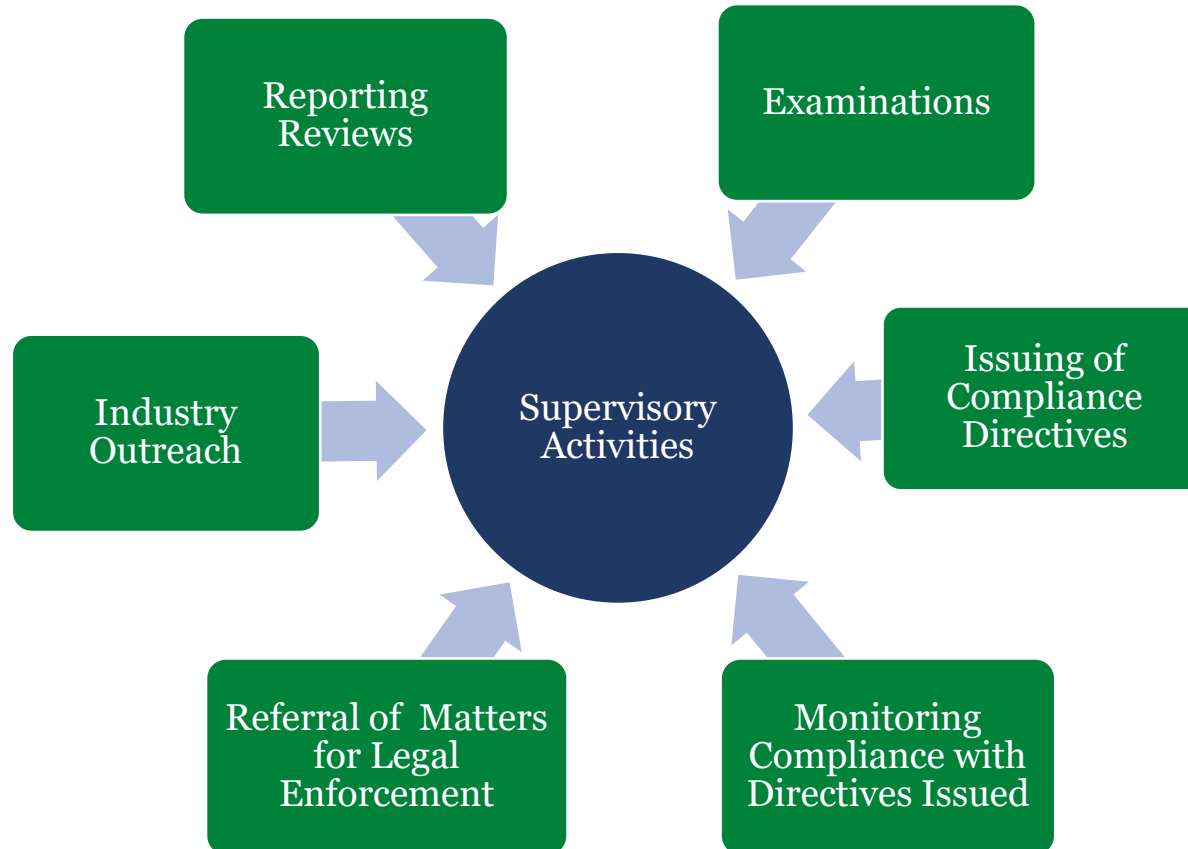 Reporting
Reviews
Examinations
Industry
Outreach
Supervisory
Activities
Issuing of
Compliance
Directives
Referral of  Matters
for Legal
Enforcement
Monitoring
Compliance with
Directives Issued